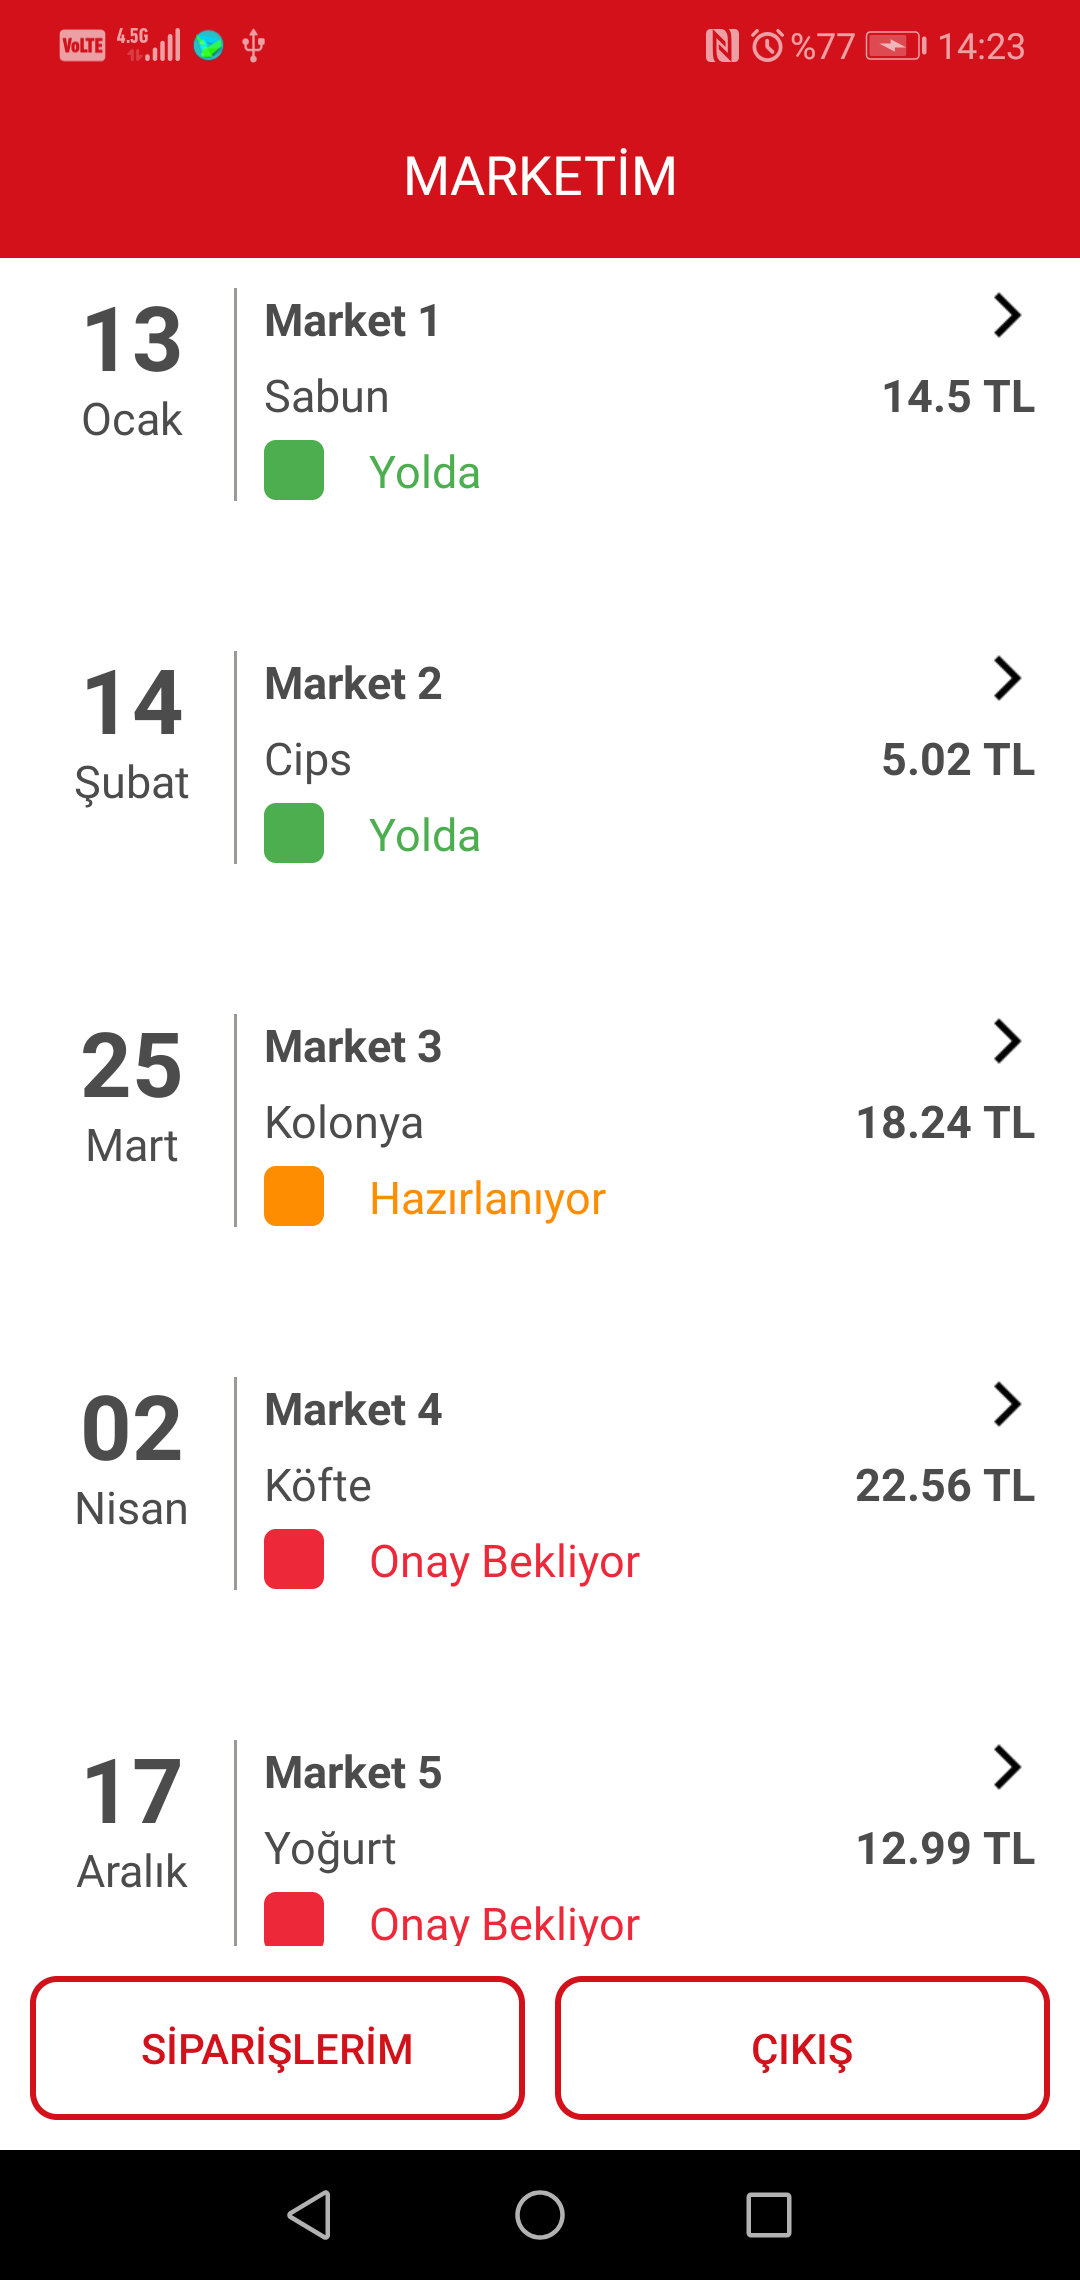 VoLTE 4.5G %77 14:23
MARKETİM
13 Market 1
Ocak Sabun 14.5 TL
Yolda
14 Market 2
Şubat Cips 5.02 TL
Yolda
25 Market 3
Mart Kolonya 18.24 TL
Hazırlanıyor
02 Market 4
Nisan Köfte 22.56 TL
Onay Bekliyor
17 Market 5
Aralık Yoğurt 12.99 TL
Onay Bekliyor
SİPARİŞLERİM ÇIKIŞ